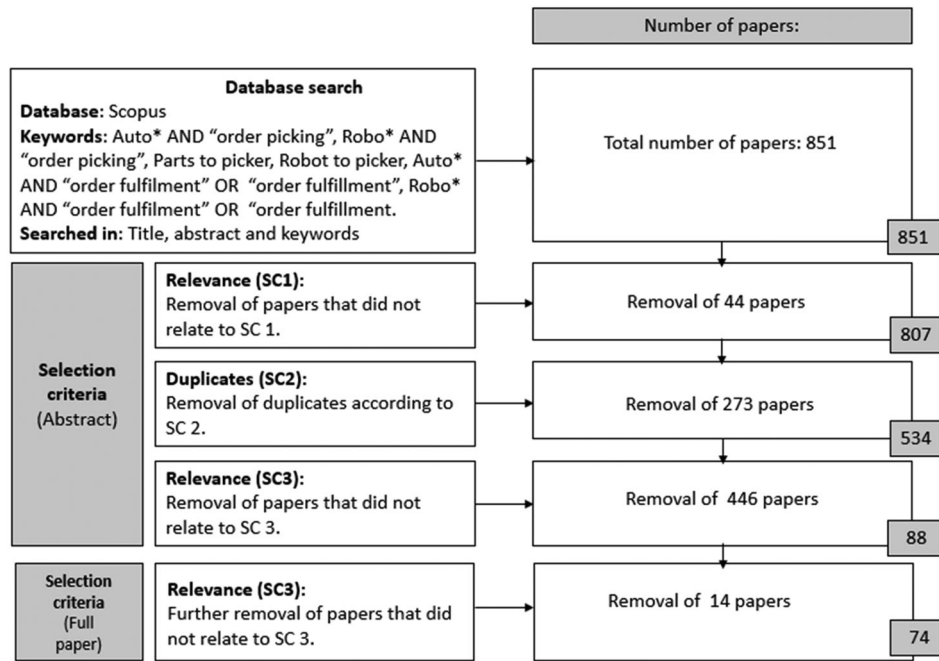 Number of papers:
Database search
Database: Scopus
Keywords: Auto* AND “order picking”, Robo* AND
“order picking”, Parts to picker, Robot to picker, Auto*
AND “order fulfilment” OR “order fulfillment”, Robo*
AND “order fulfilment” OR “order fulfillment.
Searched in: Title, abstract and keywords
Total number of papers: 851
851
Selection
criteria
(Abstract)
Relevance (SC1):
Removal of papers that did not
relate to SC 1.
Removal of 44 papers
807
Duplicates (SC2):
Removal of duplicates according to
SC 2.
Removal of 273 papers
534
Relevance (SC3):
Removal of papers that did not
relate to SC 3.
Removal of 446 papers
88
Selection
criteria
(Full
paper)
Relevance (SC3):
Further removal of papers that did
not relate to SC 3.
Removal of 14 papers
74